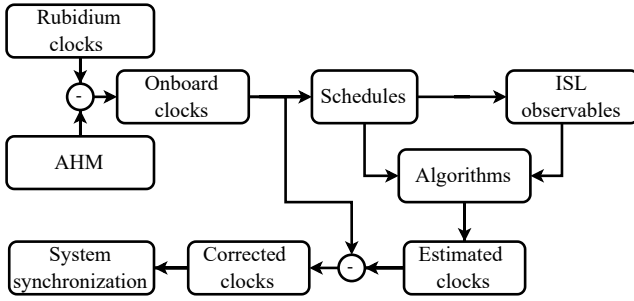 Rubidium
clocks
-
Onboard
clocks
Schedules
ISL
observables
AHM
Algorithms
System
synchronization
Corrected
clocks
-
Estimated
clocks